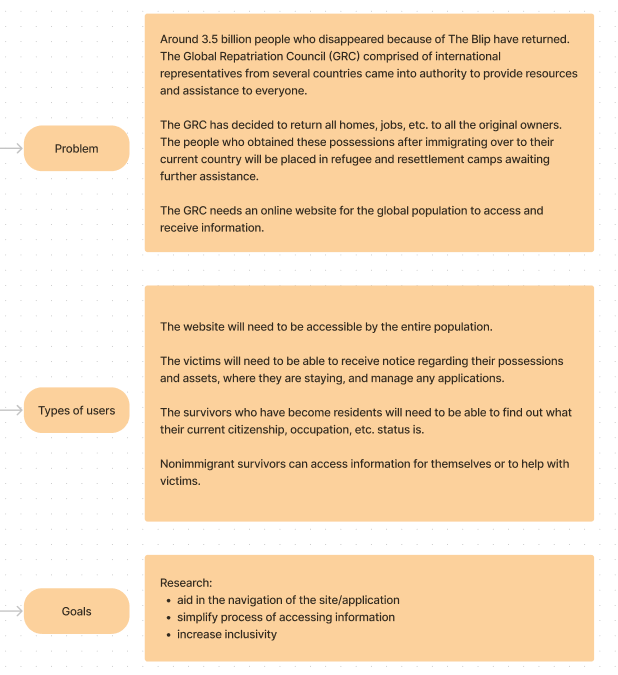 Problem
Around 3.5 billion people who disappeared because of The Blip have returned.
The Global Repatriation Council (GRC) comprised of international
representatives from several countries came into authority to provide resources
and assistance to everyone.
The GRC has decided to return all homes, jobs, etc. to all the original owners.
The people who obtained these possessions after immigrating over to their
current country will be placed in refugee and resettlement camps awaiting
further assistance.
The GRC needs an online website for the global population to access and
receive information.
Types of users
The website will need to be accessible by the entire population.
The victims will need to be able to receive notice regarding their possessions
and assets, where they are staying, and manage any applications.
The survivors who have become residents will need to be able to find out what
their current citizenship, occupation, etc. status is.
Nonimmigrant survivors can access information for themselves or to help with
victims.
Goals
Research:
• aid in the navigation of the site/application
• simplify process of accessing information
• increase inclusivity